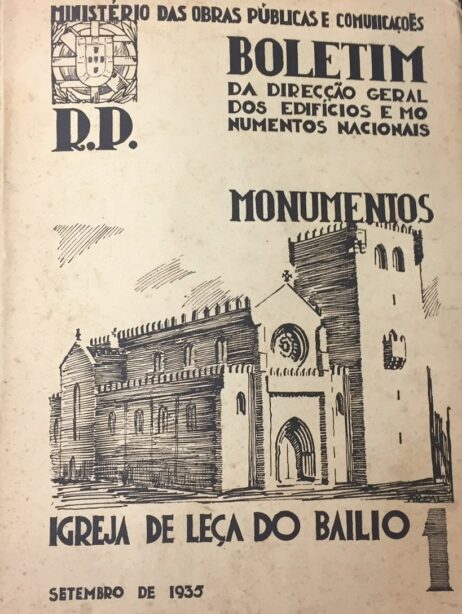 MINISTÉRIO DAS OBRAS PÚBLICAS E COMUNICAÇOÊS
BOLETIM
DA DIRECÇÃO GERAL
DOS EDIFÍCIOS E MO
NUMENTOS NACIONAIS
R.P.
MONUMENTOS
IGREJA DE LEÇA DO BAILIO
1
SETEMBRO DE 1935